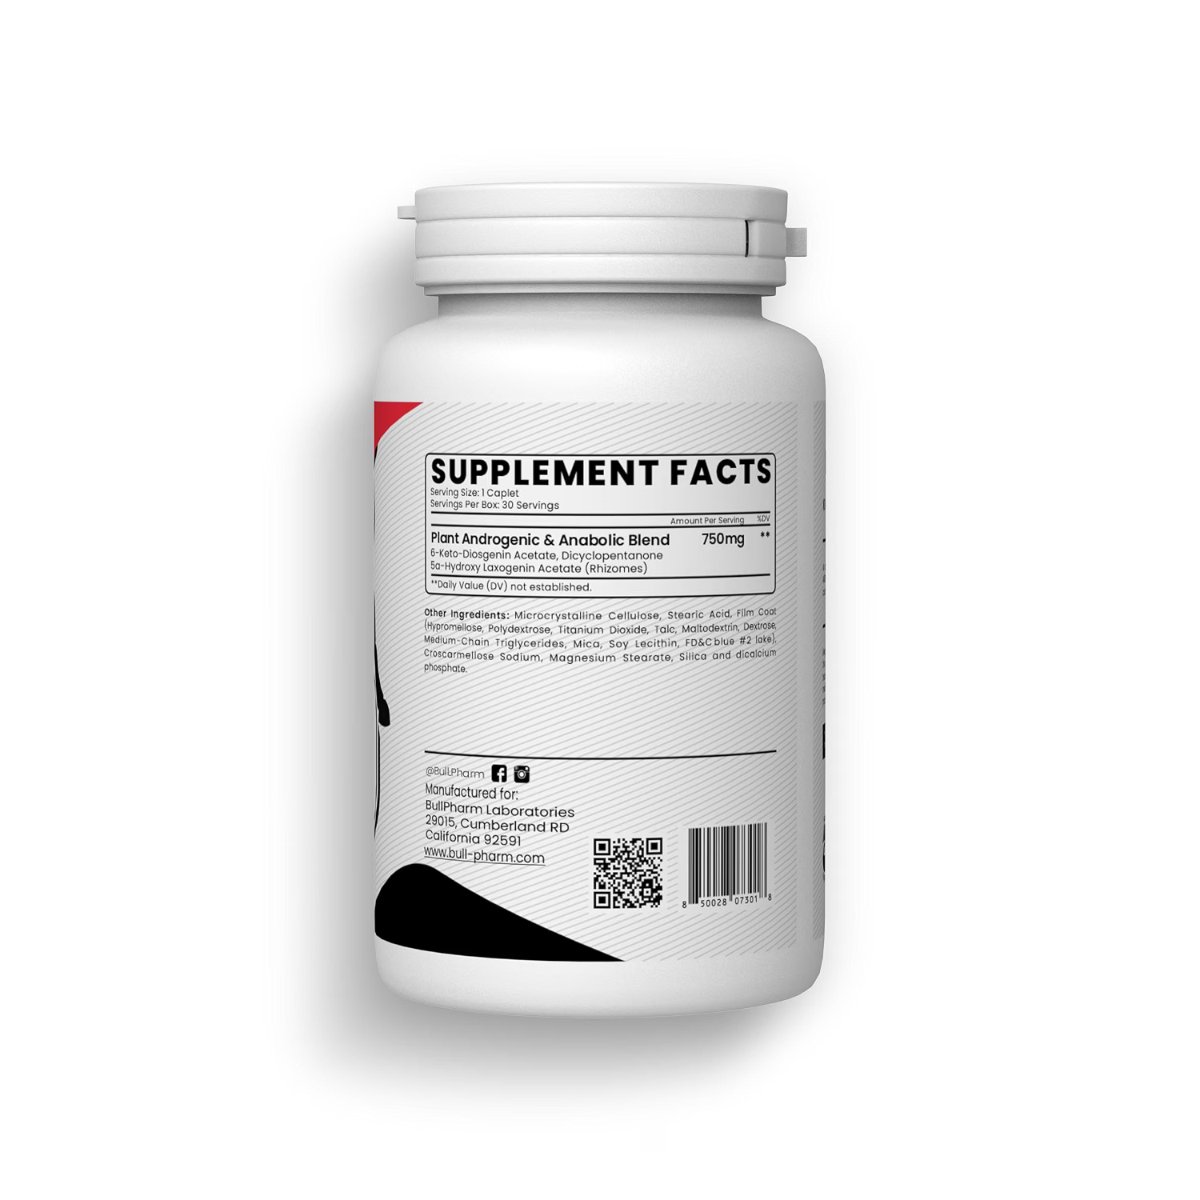 SUPPLEMENT FACTS
Serving Size: 1 Caplet
Servings Per Box: 30 Servings
Amount Per Serving %DV
Plant Androgenic & Anabolic Blend 750mg **
6-Keto-Diosgenin Acetate, Dicyclopentanone
5a-Hydroxy Laxogenin Acetate (Rhizomes)
**Daily Value (DV) not established.
Other Ingredients: Microcrystalline Cellulose, Stearic Acid, Film Coat
(Hypromellose, Polydextrose, Titanium Dioxide, Talc, Maltodextrin, Dextrose,
Medium-Chain Triglycerides, Mica, Soy Lecithin, FD&C blue #2 lake),
Croscarmellose Sodium, Magnesium Stearate, Silica and dicalcium
phosphate.
@BullPharm
Manufactured for:
BullPharm Laboratories
29015, Cumberland RD
California 92591
www.bull-pharm.com
8 50028 07301 8